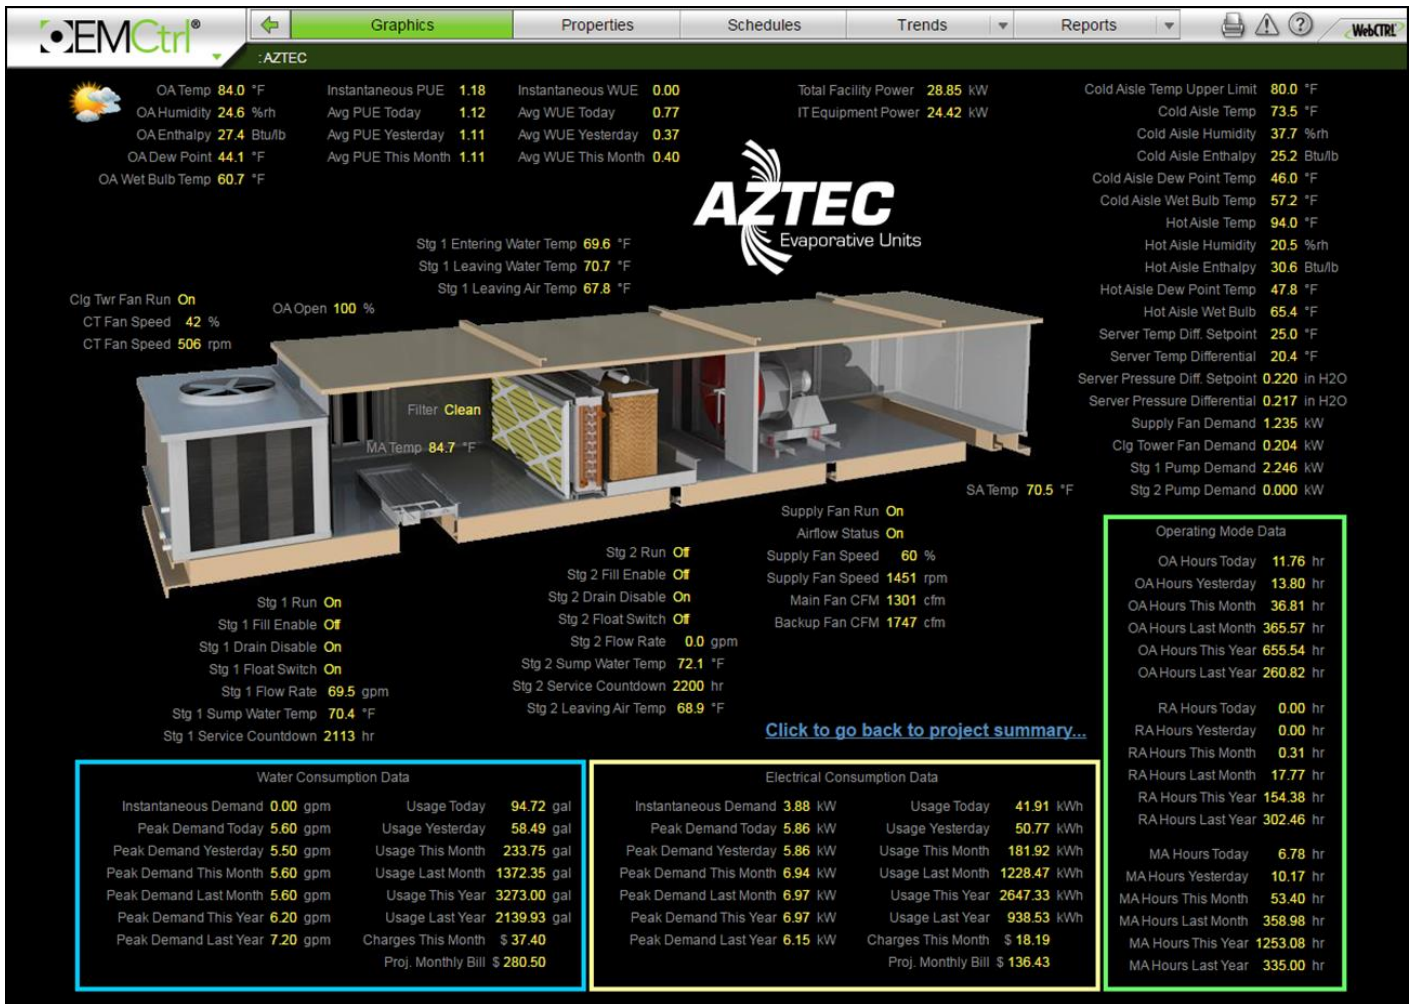 EMCtrl®
Graphics
Properties
Schedules
Trends
Reports
WebCTRL®
:AZTEC
OA Temp 84.0 °F
OA Humidity 24.6 %rh
OA Enthalpy 27.4 Btu/lb
OA Dew Point 44.1 °F
OA Wet Bulb Temp 60.7 °F
Instantaneous PUE 1.18
Avg PUE Today 1.12
Avg PUE Yesterday 1.11
Avg PUE This Month 1.11
Instantaneous WUE 0.00
Avg WUE Today 0.77
Avg WUE Yesterday 0.37
Avg WUE This Month 0.40
Total Facility Power 28.85 kW
IT Equipment Power 24.42 kW
Cold Aisle Temp Upper Limit 80.0 °F
Cold Aisle Temp 73.5 °F
Cold Aisle Humidity 37.7 %rh
Cold Aisle Enthalpy 25.2 Btu/lb
Cold Aisle Dew Point Temp 46.0 °F
Cold Aisle Wet Bulb Temp 57.2 °F
Hot Aisle Temp 94.0 °F
Hot Aisle Humidity 20.5 %rh
Hot Aisle Enthalpy 30.6 Btu/lb
Hot Aisle Dew Point Temp 47.8 °F
Hot Aisle Wet Bulb 65.4 °F
Server Temp Diff. Setpoint 25.0 °F
Server Temp Differential 20.4 °F
Server Pressure Diff. Setpoint 0.220 in H2O
Server Pressure Differential 0.217 in H2O
Supply Fan Demand 1.235 kW
Clg Tower Fan Demand 0.204 kW
Stg 1 Pump Demand 2.246 kW
Stg 2 Pump Demand 0.000 kW
AZTEC
Evaporative Units
Stg 1 Entering Water Temp 69.6 °F
Stg 1 Leaving Water Temp 70.7 °F
Stg 1 Leaving Air Temp 67.8 °F
Clg Twr Fan Run On
CT Fan Speed 42 %
CT Fan Speed 506 rpm
OA Open 100 %
Filter Clean
MA Temp 84.7 °F
SA Temp 70.5 °F
Supply Fan Run On
Airflow Status On
Supply Fan Speed 60 %
Supply Fan Speed 1451 rpm
Main Fan CFM 1301 cfm
Backup Fan CFM 1747 cfm
Stg 2 Run Off
Stg 2 Fill Enable Off
Stg 2 Drain Disable On
Stg 2 Float Switch Off
Stg 2 Flow Rate 0.0 gpm
Stg 2 Sump Water Temp 72.1 °F
Stg 2 Service Countdown 2200 hr
Stg 2 Leaving Air Temp 68.9 °F
Stg 1 Run On
Stg 1 Fill Enable Off
Stg 1 Drain Disable On
Stg 1 Float Switch On
Stg 1 Flow Rate 69.5 gpm
Stg 1 Sump Water Temp 70.4 °F
Stg 1 Service Countdown 2113 hr
Click to go back to project summary...
Operating Mode Data
OA Hours Today 11.76 hr
OA Hours Yesterday 13.80 hr
OA Hours This Month 36.81 hr
OA Hours Last Month 365.57 hr
OA Hours This Year 655.54 hr
OA Hours Last Year 260.82 hr
RA Hours Today 0.00 hr
RA Hours Yesterday 0.00 hr
RA Hours This Month 0.31 hr
RA Hours Last Month 17.77 hr
RA Hours This Year 154.38 hr
RA Hours Last Year 302.46 hr
MA Hours Today 6.78 hr
MA Hours Yesterday 10.17 hr
MA Hours This Month 53.40 hr
MA Hours Last Month 358.98 hr
MA Hours This Year 1253.08 hr
MA Hours Last Year 335.00 hr
Water Consumption Data
Instantaneous Demand 0.00 gpm
Peak Demand Today 5.60 gpm
Peak Demand Yesterday 5.50 gpm
Peak Demand This Month 5.60 gpm
Peak Demand Last Month 5.60 gpm
Peak Demand This Year 6.20 gpm
Peak Demand Last Year 7.20 gpm
Usage Today 94.72 gal
Usage Yesterday 58.49 gal
Usage This Month 233.75 gal
Usage Last Month 1372.35 gal
Usage This Year 3273.00 gal
Usage Last Year 2139.93 gal
Charges This Month $ 37.40
Proj. Monthly Bill $ 280.50
Electrical Consumption Data
Instantaneous Demand 3.88 kW
Peak Demand Today 5.86 kW
Peak Demand Yesterday 5.86 kW
Peak Demand This Month 6.94 kW
Peak Demand Last Month 6.97 kW
Peak Demand This Year 6.97 kW
Peak Demand Last Year 6.15 kW
Usage Today 41.91 kWh
Usage Yesterday 50.77 kWh
Usage This Month 181.92 kWh
Usage Last Month 1228.47 kWh
Usage This Year 2647.33 kWh
Usage Last Year 938.53 kWh
Charges This Month $ 18.19
Proj. Monthly Bill $ 136.43